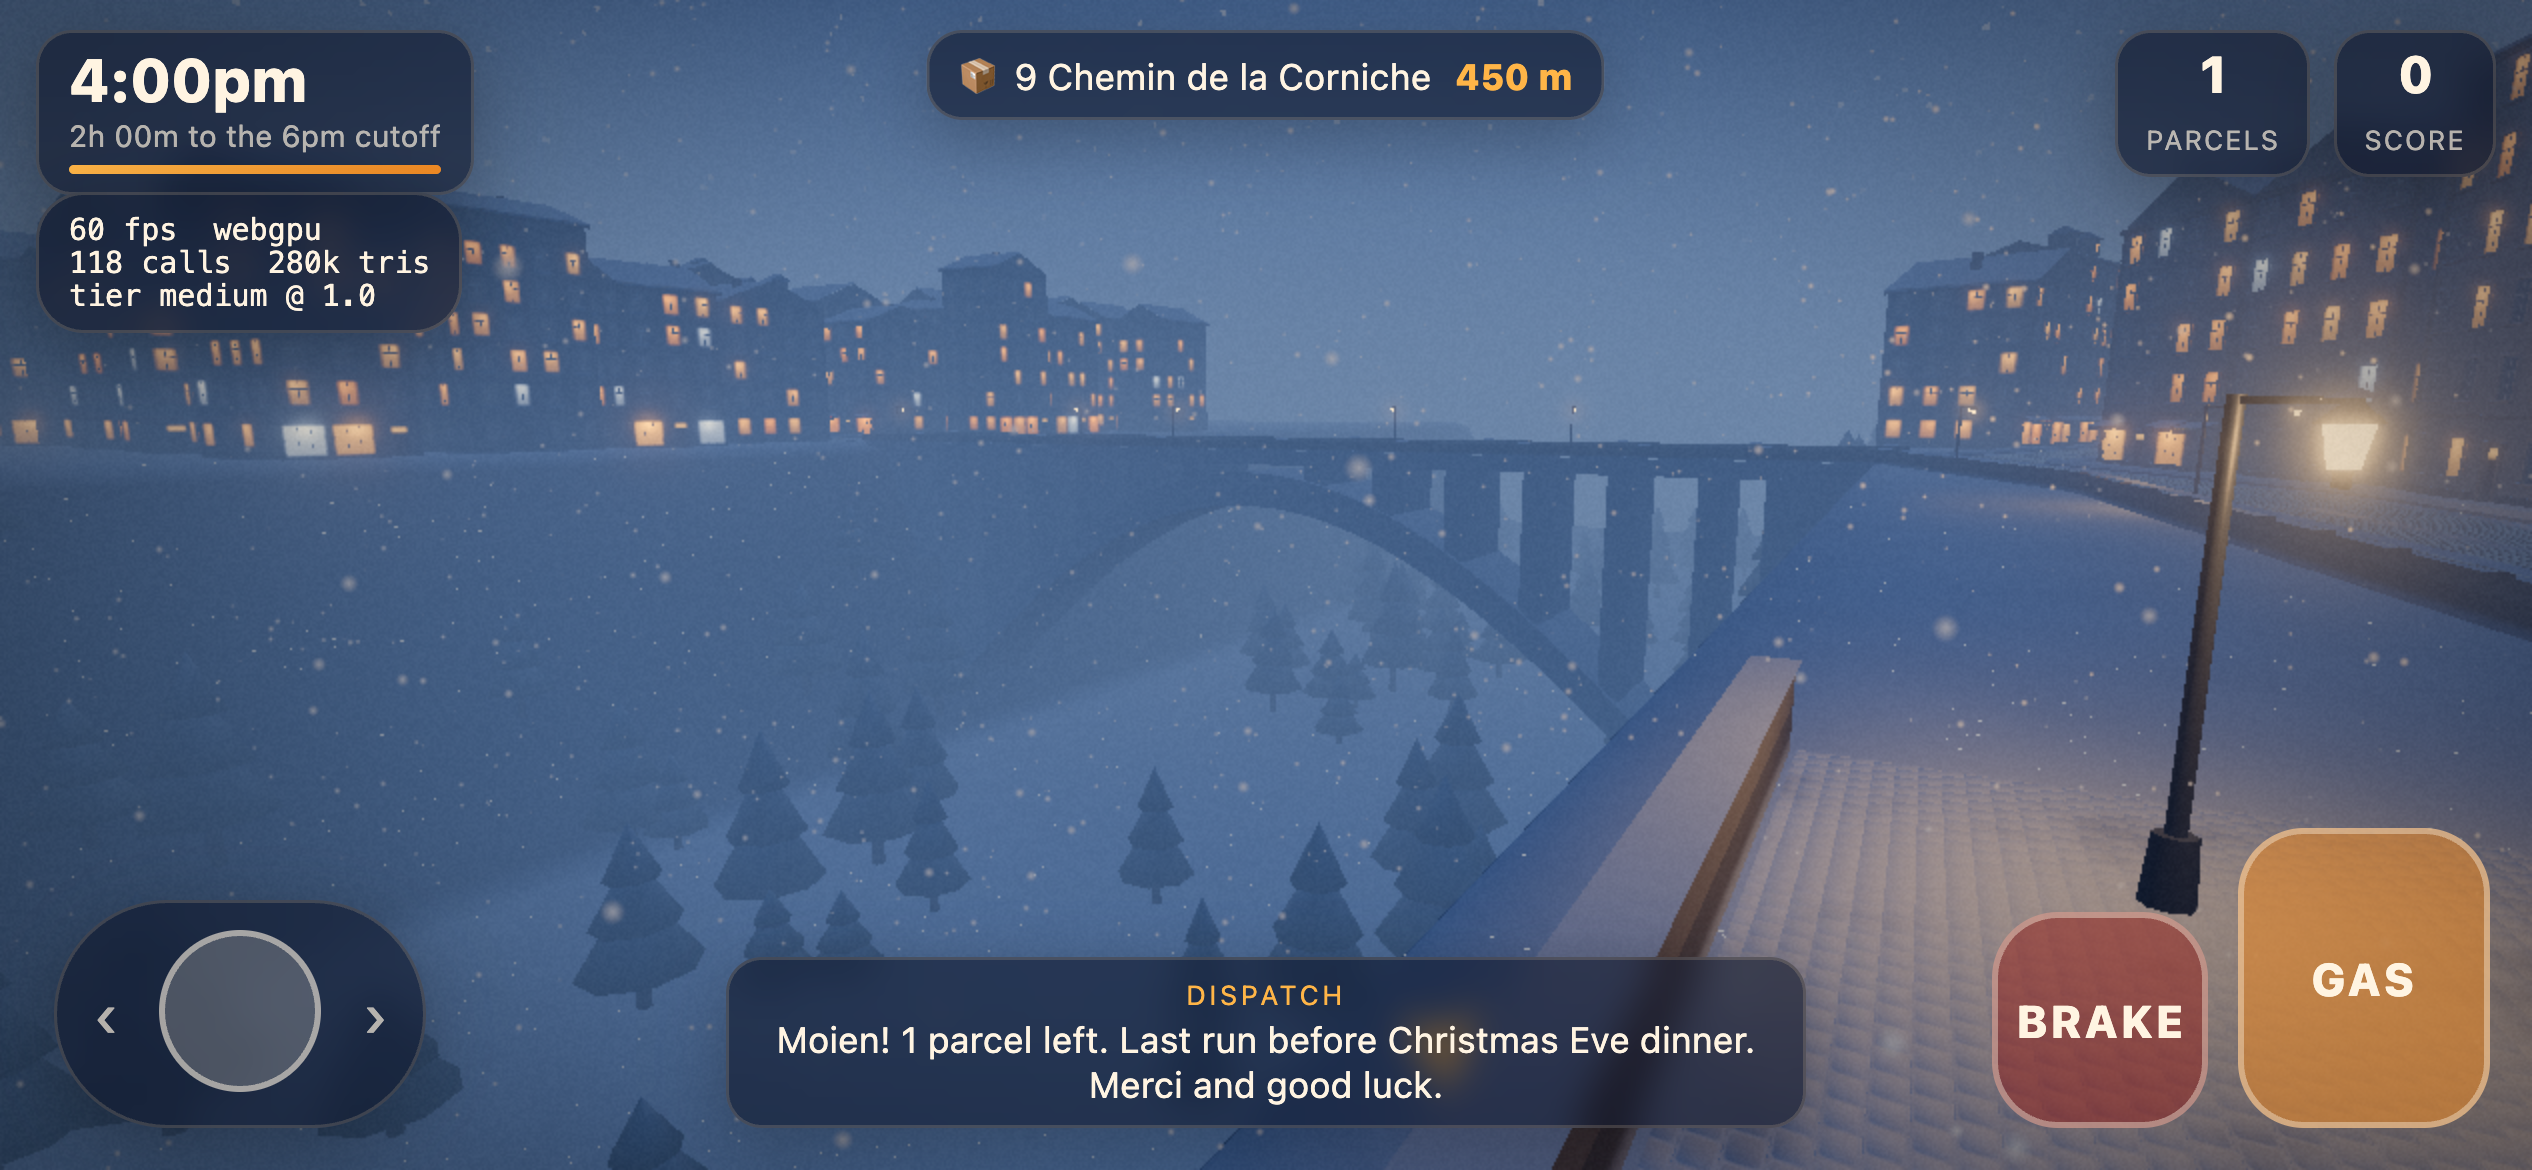 4:00pm
2h 00m to the 6pm cutoff
60 fps webgpu
118 calls 280k tris
tier medium @ 1.0
9 Chemin de la Corniche 450 m
1
PARCELS
0
SCORE
DISPATCH
Moien! 1 parcel left. Last run before Christmas Eve dinner.
Merci and good luck.
‹ ›
BRAKE
GAS